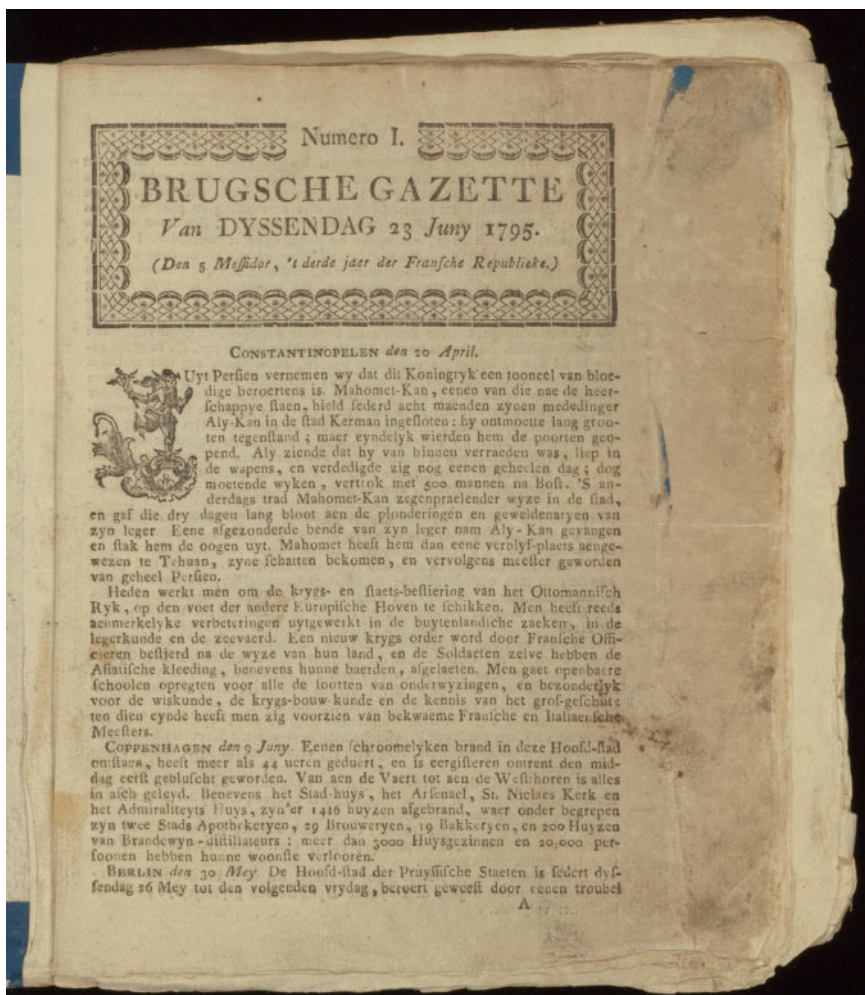 Numero I.
BRUGSCHE GAZETTE
Van DYSSENDAG 23 Juny 1795.
(Den 5 Meſſidor, 't derde jaer der Franſche Republieke.)
CONSTANTINOPELEN den 20 April.
Uyt Perſien vernemen wy dat dit Koningryk een tooneel van bloe-
dige beroertens is. Mahomet-Kan, eenen van die nae de heer-
ſchappye ſtaen, hield ſederd acht maenden zynen mededinger
Aly-Kan in de ſtad Kerman ingeſloten: hy ontmoette lang groo-
ten tegenſtand; maer eyndelyk wierden hem de poorten geo-
pend. Aly ziende dat hy van binnen verraeden was, liep in
de wapens, en verdedigde zig nog eenen geheelen dag; dog
moetende wyken, vertrok met 500 mannen na Boſt. 'S an-
derdags trad Mahomet-Kan zegenpraelender wyze in de ſtad,
en gaf die dry dagen lang bloot aen de plonderingen en geweldenaryen van
zyn leger Eene afgezonderde bende van zyn leger nam Aly-Kan gevangen
en ſtak hem de oogen uyt. Mahomet heeft hem dan eene verblyf-plaets aenge-
wezen te Tehuan, zyne ſchatten bekomen, en vervolgens meeſter geworden
van geheel Perſien.
Heden werkt men om de krygs- en ſtaets-beſtiering van het Ottomanniſch
Ryk, op den voet der andere Europiſche Hoven te ſchikken. Men heeft reeds
aenmerkelyke verbeteringen uytgewerkt in de buytenlandſche zaeken, in de
legerkunde en de zeevaerd. Een nieuw krygs order word door Franſche Offi-
cieren beſtierd na de wyze van hun land, en de Soldaeten zelve hebben de
Aſiatiſche kleeding, benevens hunne baerden, afgelaeten. Men gaet openbaere
ſchoolen opregten voor alle de ſoorten van onderwyzingen, en bezonderlyk
voor de wiskunde, de krygs-bouw-kunde en de kennis van het grof-geſchut:
ten dien eynde heeft men zig voorzien van bekwaeme Franſche en Italiaenſche
Meeſters.
COPPENHAGEN den 9 Juny. Eenen ſchroomelyken brand in deze Hoofd-ſtad
ontſtaen, heeft meer als 44 ueren geduert, en is eergiſteren omtrent den mid-
dag eerſt gebluſcht geworden. Van aen de Vaert tot aen de Weſthoren is alles
in aſch geleyd. Benevens het Stad-huys, het Arſenael, St. Niclaes Kerk en
het Admiraliteyts Huys, zyn'er 1416 huyzen afgebrand, waer onder begrepen
zyn twee Stads Apothekeryen, 29 Brouweryen, 19 Bakkeryen, en 200 Huyzen
van Brandewyn-diſtillateurs: meer dan 3000 Huysgezinnen en 20,000 per-
ſoonen hebben hunne woonſte verlooren.
BERLIN den 30 Mey. De Hoofd-ſtad der Pruyſſiſche Staeten is ſedert dyſ-
ſendag 26 Mey tot den volgenden vrydag, beroert geweeſt door eenen troubel
A